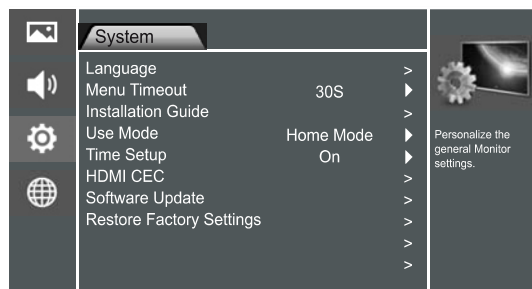 System
Language >
Menu Timeout 30S ▶
Installation Guide >
Use Mode Home Mode ▶
Time Setup On ▶
HDMI CEC >
Software Update >
Restore Factory Settings >
>
>
Personalize the
general Monitor
settings.